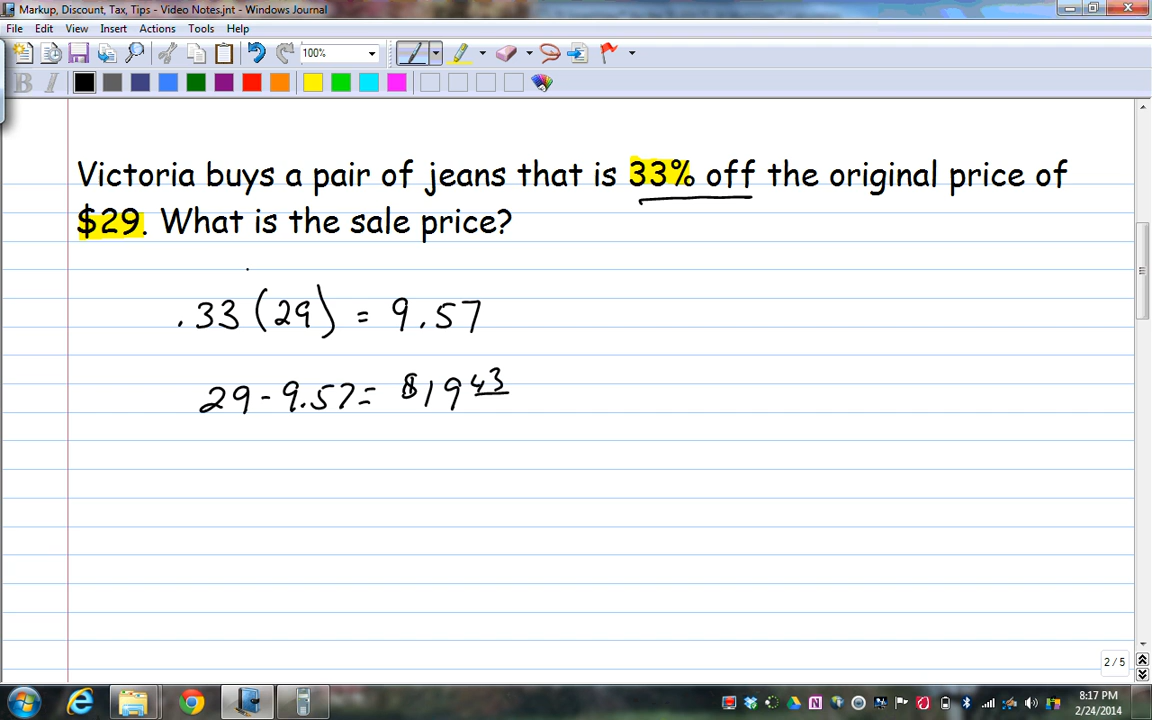 Markup, Discount, Tax, Tips - Video Notes.jnt - Windows Journal
File Edit View Insert Actions Tools Help
100%
B I
Victoria buys a pair of jeans that is 33% off the original price of
$29. What is the sale price?
.33 (29) = 9.57
29 - 9.57 = $19 43
2 / 5
8:17 PM
2/24/2014